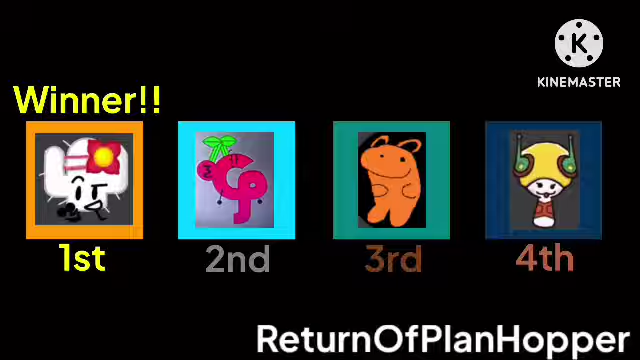 K
KINEMASTER
Winner!!
1st
2nd
3rd
4th
ReturnOfPlanHopper